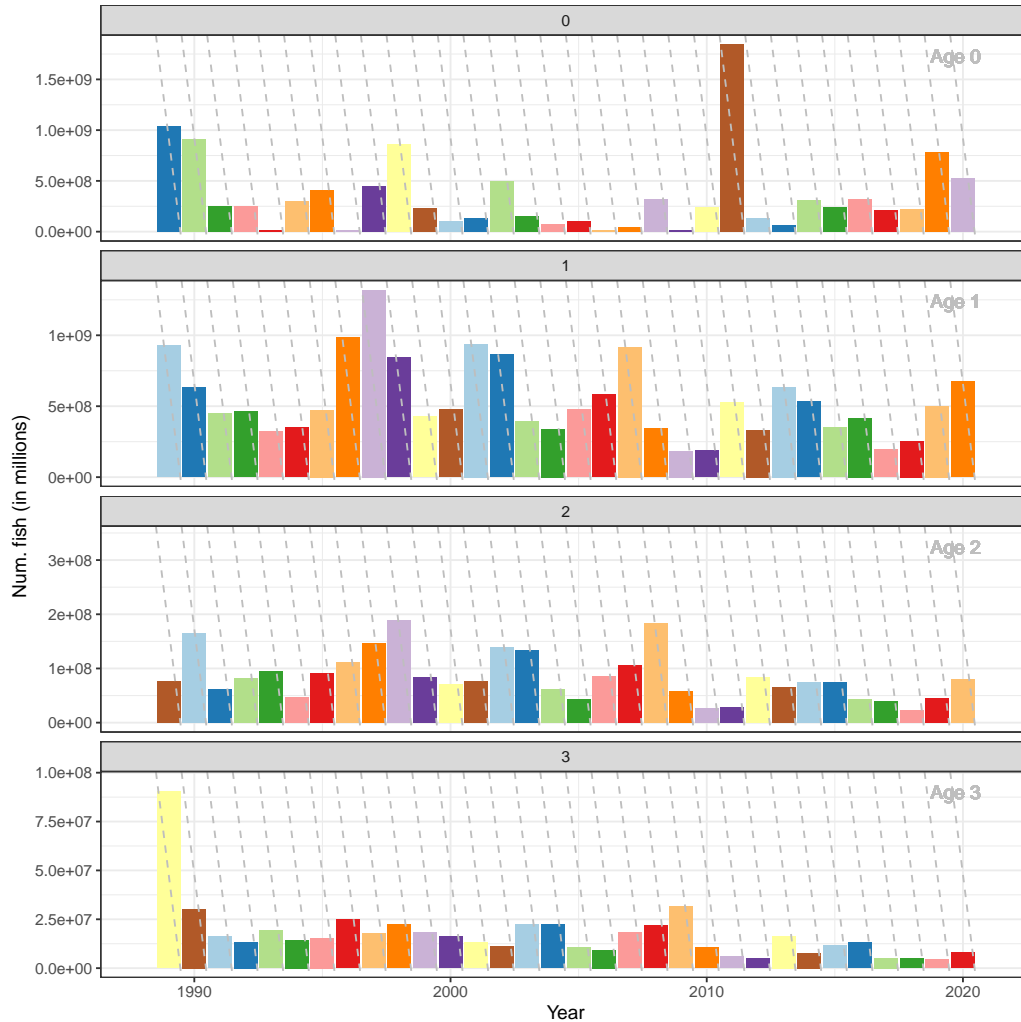 0
Age 0
1.5e+09
1.0e+09
5.0e+08
0.0e+00
1
Age 1
1e+09
5e+08
0e+00
2
Age 2
3e+08
2e+08
1e+08
0e+00
3
Age 3
1.0e+08
7.5e+07
5.0e+07
2.5e+07
0.0e+00
Num. fish (in millions)
1990 2000 2010 2020
Year